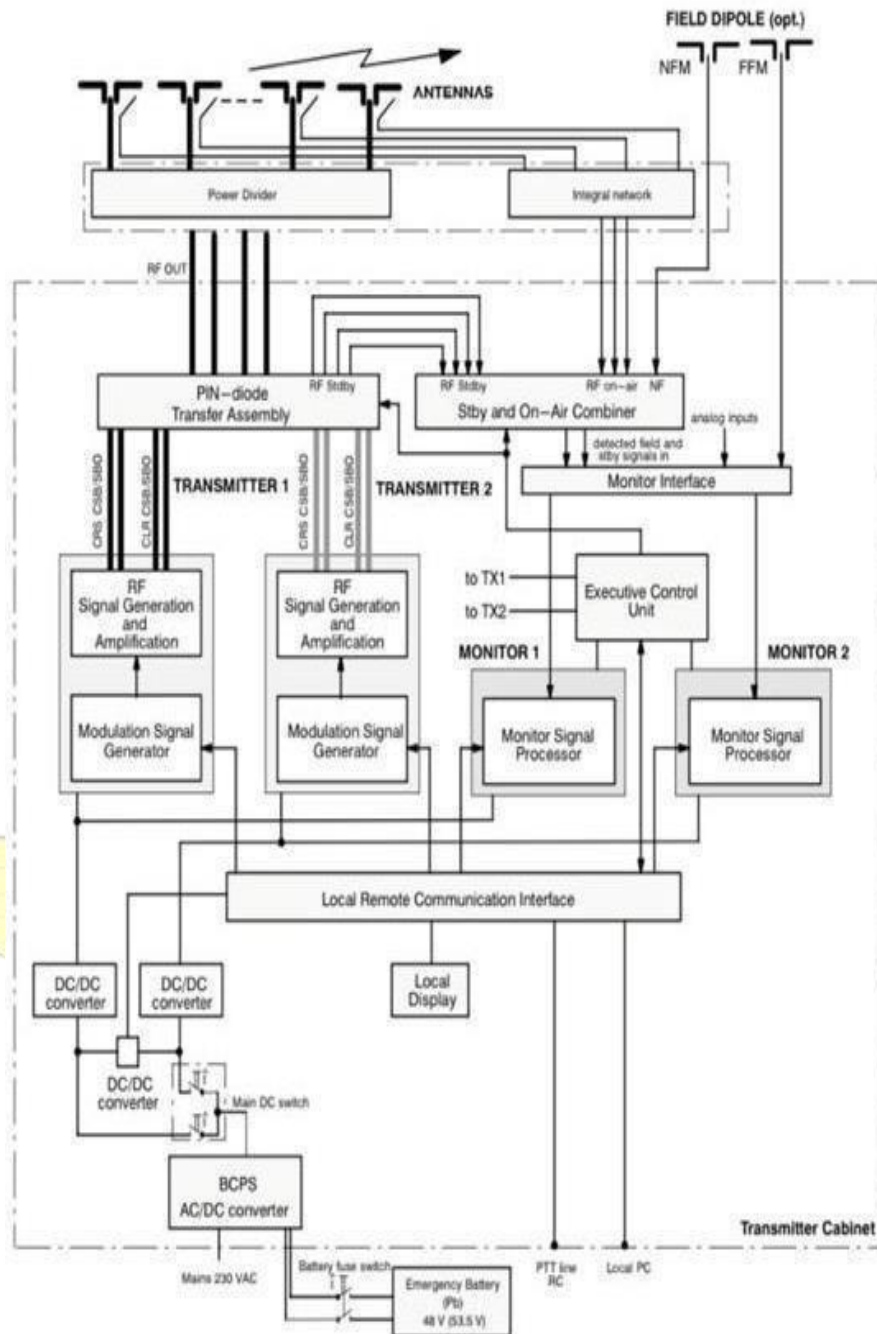 FIELD DIPOLE (opt.)
NFM
FFM
ANTENNAS
Power Divider
Integral network
RF OUT
RF Stdby
PIN-diode
Transfer Assembly
RF Stdby
RF on-air
NF
Stby and On-Air Combiner
analog inputs
detected field and
stby signals in
Monitor Interface
CRS CSB/SBO
CLR CSB/SBO
TRANSMITTER 1
CRS CSB/SBO
CLR CSB/SBO
TRANSMITTER 2
RF
Signal Generation
and
Amplification
RF
Signal Generation
and
Amplification
to TX1
to TX2
Executive Control
Unit
MONITOR 1
MONITOR 2
Modulation Signal
Generator
Modulation Signal
Generator
Monitor Signal
Processor
Monitor Signal
Processor
Local Remote Communication Interface
DC/DC
converter
DC/DC
converter
Local
Display
DC/DC
converter
Main DC switch
BCPS
AC/DC converter
Transmitter Cabinet
Mains 230 VAC
Battery fuse switch
Emergency Battery
(Pb)
48 V (53.5 V)
PTT line
RC
Local PC